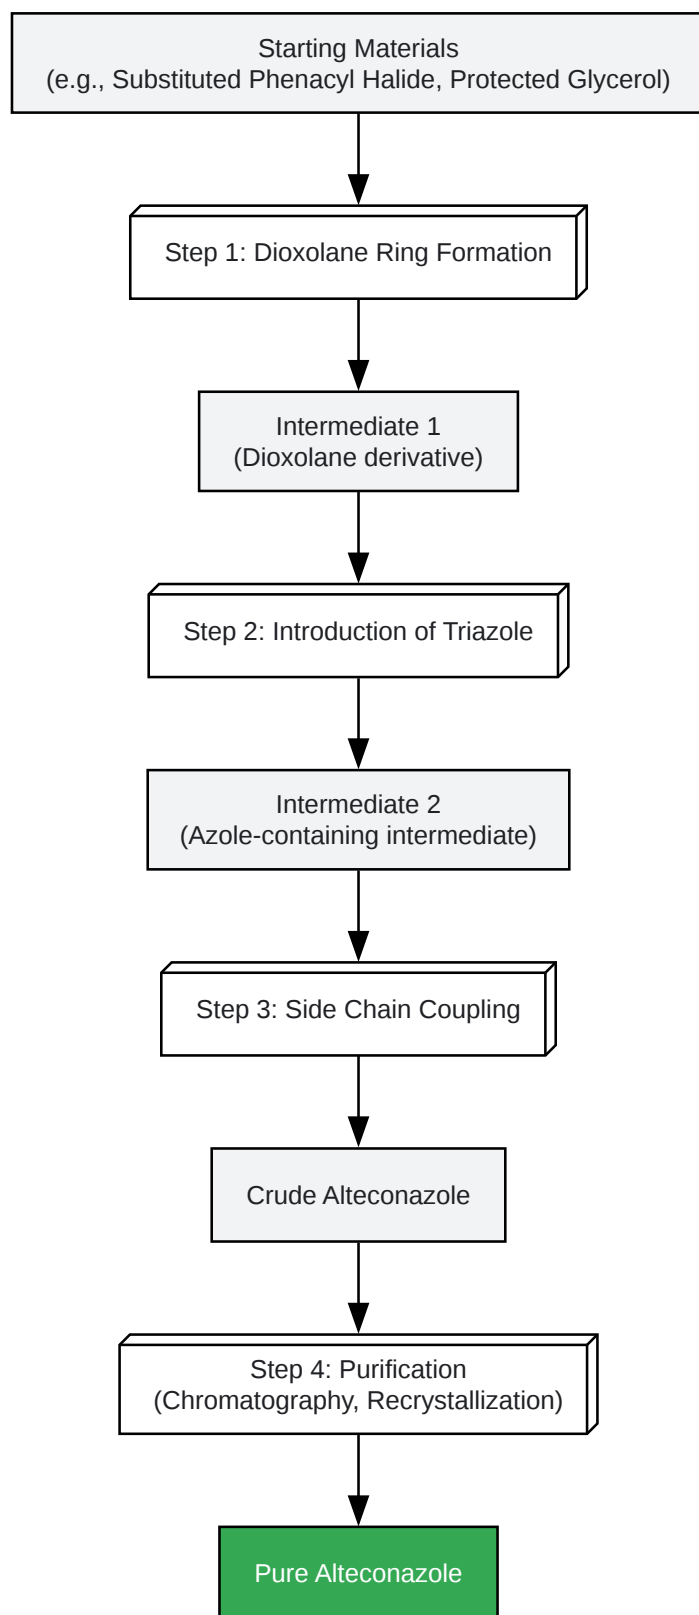 Starting Materials
(e.g., Substituted Phenacyl Halide, Protected Glycerol)
Step 1: Dioxolane Ring Formation
Intermediate 1
(Dioxolane derivative)
Step 2: Introduction of Triazole
Intermediate 2
(Azole-containing intermediate)
Step 3: Side Chain Coupling
Crude Alteconazole
Step 4: Purification
(Chromatography, Recrystallization)
Pure Alteconazole